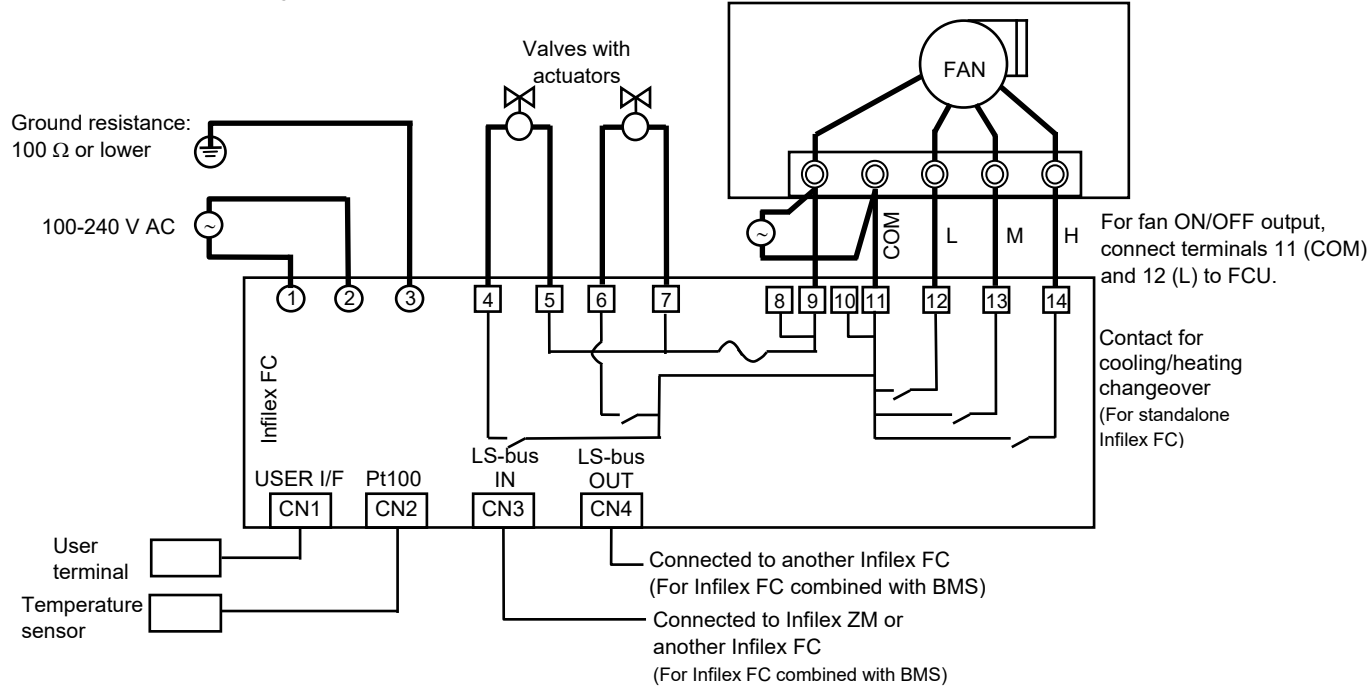 Valves with
actuators
FAN
Ground resistance:
100 Ω or lower
100-240 V AC
~
~
COM
L
M
H
For fan ON/OFF output,
connect terminals 11 (COM)
and 12 (L) to FCU.
1 2 3 4 5 6 7 8 9 10 11 12 13 14
Infilex FC
Contact for
cooling/heating
changeover
(For standalone
Infilex FC)
USER I/F
CN1
Pt100
CN2
LS-bus
IN
CN3
LS-bus
OUT
CN4
User
terminal
Temperature
sensor
Connected to another Infilex FC
(For Infilex FC combined with BMS)
Connected to Infilex ZM or
another Infilex FC
(For Infilex FC combined with BMS)